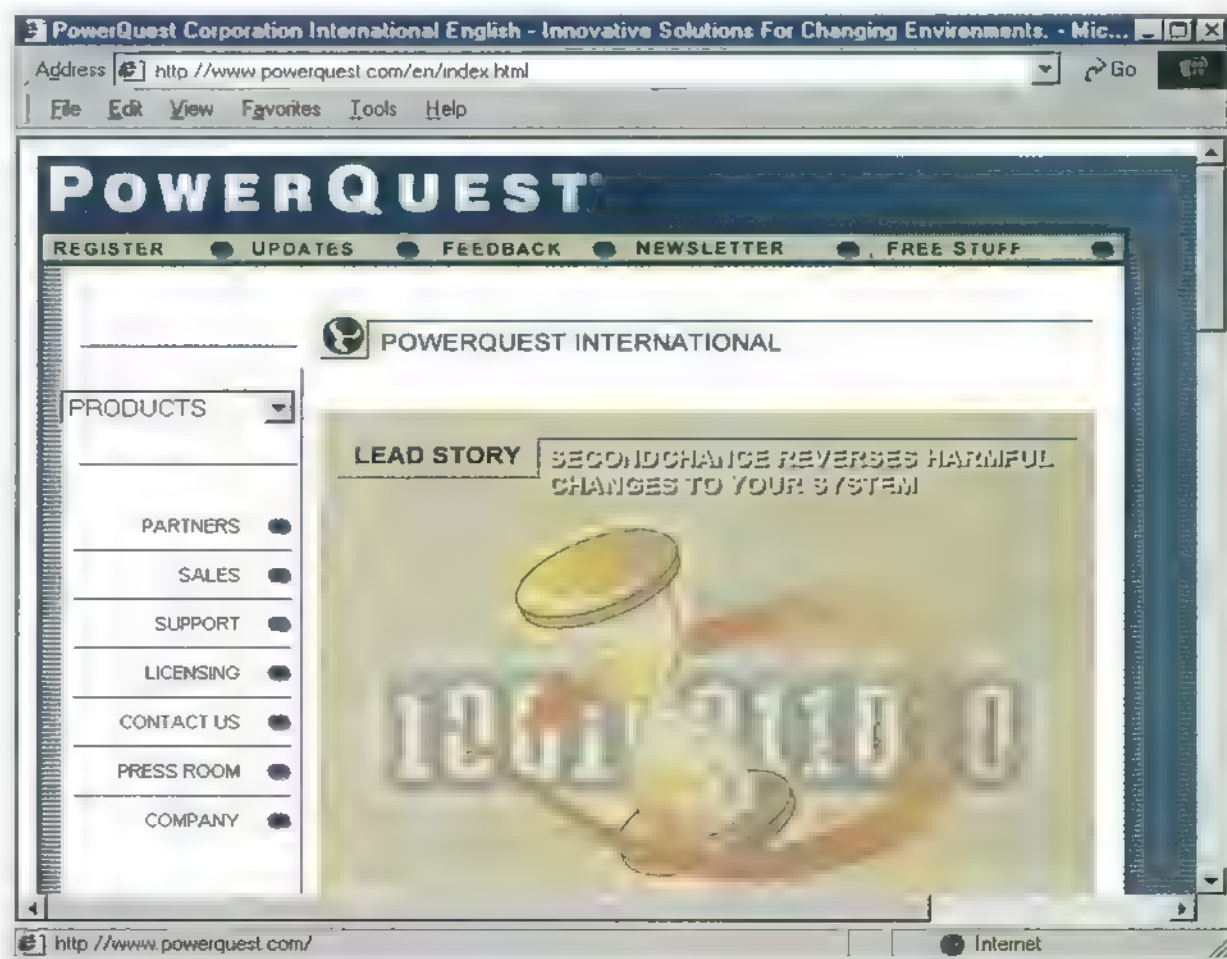 PowerQuest Corporation International English - Innovative Solutions For Changing Environments. - Mic...
Address http //www powerquest com/en/index html Go
File Edit View Favorites Tools Help
POWERQUEST
REGISTER UPDATES FEEDBACK NEWSLETTER FREE STUFF
POWERQUEST INTERNATIONAL
PRODUCTS
LEAD STORY SECONDCHANCE REVERSES HARMFUL
CHANGES TO YOUR SYSTEM
PARTNERS
SALES
SUPPORT
LICENSING
CONTACT US
PRESS ROOM
COMPANY
http //www.powerquest com/ Internet